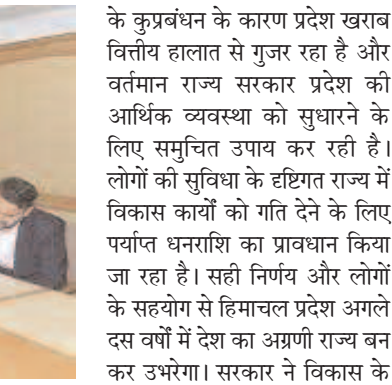 के कुप्रबंधन के कारण प्रदेश खराब
वित्तीय हालात से गुजर रहा है और
वर्तमान राज्य सरकार प्रदेश की
आर्थिक व्यवस्था को सुधारने के
लिए समुचित उपाय कर रही है।
लोगों की सुविधा के दृष्टिगत राज्य में
विकास कार्यों को गति देने के लिए
पर्याप्त धनराशि का प्रावधान किया
जा रहा है। सही निर्णय और लोगों
के सहयोग से हिमाचल प्रदेश अगले
दस वर्षों में देश का अग्रणी राज्य बन
कर उभरेगा। सरकार ने विकास के